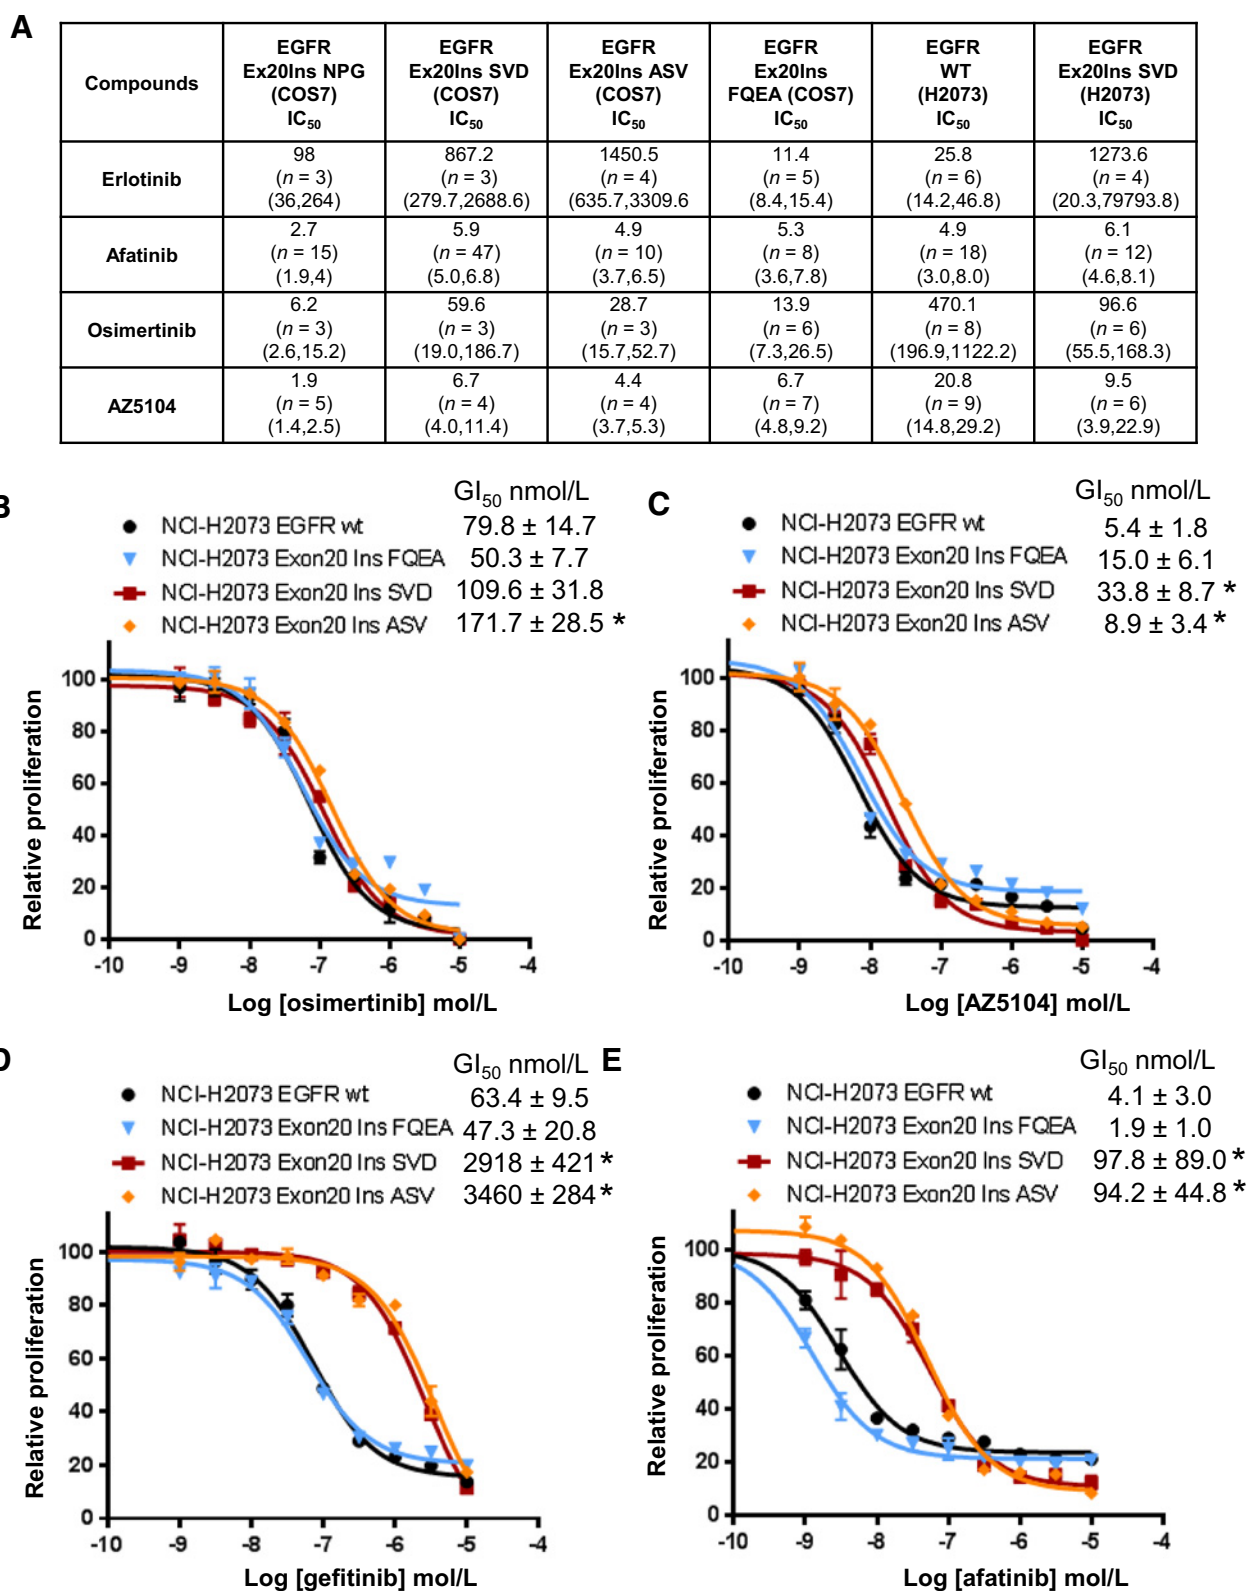 A
Compounds
EGFR
Ex20Ins NPG
(COS7)
IC50
EGFR
Ex20Ins SVD
(COS7)
IC50
EGFR
Ex20Ins ASV
(COS7)
IC50
EGFR
Ex20Ins
FQEA (COS7)
IC50
EGFR
WT
(H2073)
IC50
EGFR
Ex20Ins SVD
(H2073)
IC50
Erlotinib
98
(n = 3)
(36,264)
867.2
(n = 3)
(279.7,2688.6)
1450.5
(n = 4)
(635.7,3309.6
11.4
(n = 5)
(8.4,15.4)
25.8
(n = 6)
(14.2,46.8)
1273.6
(n = 4)
(20.3,79793.8)
Afatinib
2.7
(n = 15)
(1.9,4)
5.9
(n = 47)
(5.0,6.8)
4.9
(n = 10)
(3.7,6.5)
5.3
(n = 8)
(3.6,7.8)
4.9
(n = 18)
(3.0,8.0)
6.1
(n = 12)
(4.6,8.1)
Osimertinib
6.2
(n = 3)
(2.6,15.2)
59.6
(n = 3)
(19.0,186.7)
28.7
(n = 3)
(15.7,52.7)
13.9
(n = 6)
(7.3,26.5)
470.1
(n = 8)
(196.9,1122.2)
96.6
(n = 6)
(55.5,168.3)
AZ5104
1.9
(n = 5)
(1.4,2.5)
6.7
(n = 4)
(4.0,11.4)
4.4
(n = 4)
(3.7,5.3)
6.7
(n = 7)
(4.8,9.2)
20.8
(n = 9)
(14.8,29.2)
9.5
(n = 6)
(3.9,22.9)
B
GI50 nmol/L
NCI-H2073 EGFR wt 79.8 ± 14.7
NCI-H2073 Exon20 Ins FQEA 50.3 ± 7.7
NCI-H2073 Exon20 Ins SVD 109.6 ± 31.8
NCI-H2073 Exon20 Ins ASV 171.7 ± 28.5 *
Relative proliferation
100
80
60
40
20
0
-10 -9 -8 -7 -6 -5 -4
Log [osimertinib] mol/L
C
GI50 nmol/L
NCI-H2073 EGFR wt 5.4 ± 1.8
NCI-H2073 Exon20 Ins FQEA 15.0 ± 6.1
NCI-H2073 Exon20 Ins SVD 33.8 ± 8.7 *
NCI-H2073 Exon20 Ins ASV 8.9 ± 3.4 *
Relative proliferation
100
80
60
40
20
0
-10 -9 -8 -7 -6 -5 -4
Log [AZ5104] mol/L
D
GI50 nmol/L
NCI-H2073 EGFR wt 63.4 ± 9.5
NCI-H2073 Exon20 Ins FQEA 47.3 ± 20.8
NCI-H2073 Exon20 Ins SVD 2918 ± 421 *
NCI-H2073 Exon20 Ins ASV 3460 ± 284 *
Relative proliferation
100
80
60
40
20
0
-10 -9 -8 -7 -6 -5 -4
Log [gefitinib] mol/L
E
GI50 nmol/L
NCI-H2073 EGFR wt 4.1 ± 3.0
NCI-H2073 Exon20 Ins FQEA 1.9 ± 1.0
NCI-H2073 Exon20 Ins SVD 97.8 ± 89.0 *
NCI-H2073 Exon20 Ins ASV 94.2 ± 44.8 *
Relative proliferation
100
80
60
40
20
0
-10 -9 -8 -7 -6 -5 -4
Log [afatinib] mol/L